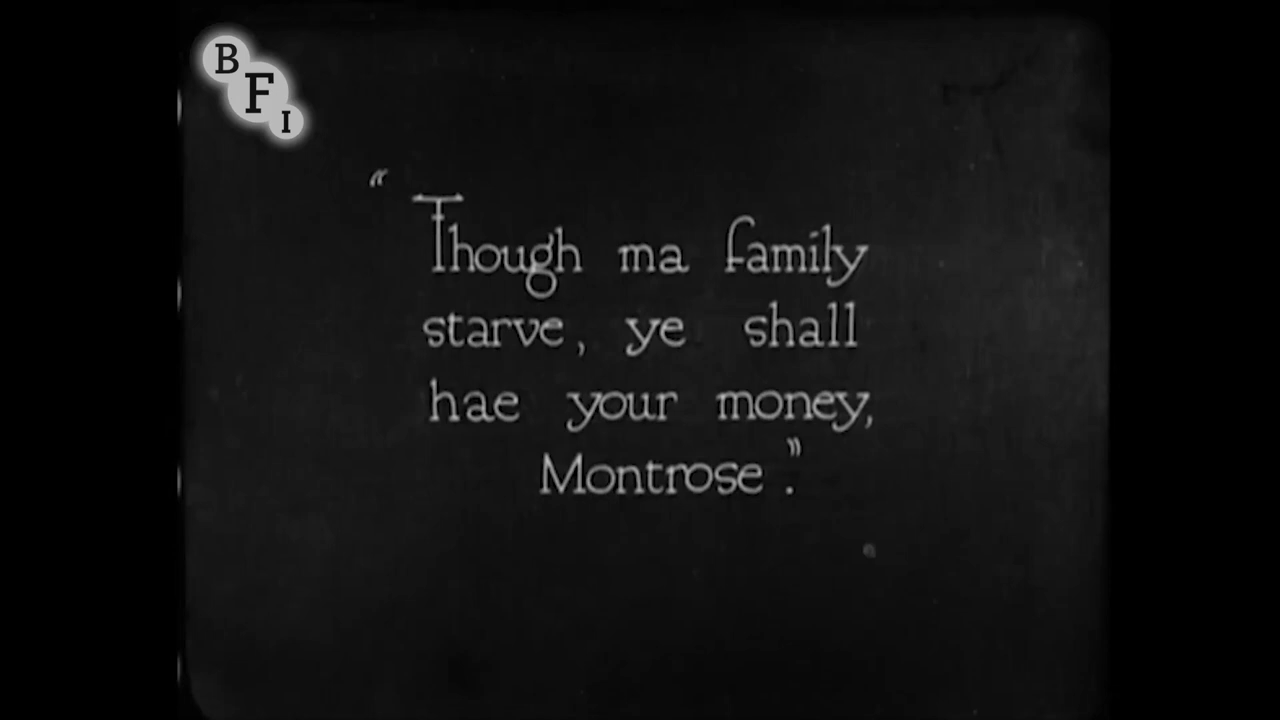 BFI
“Though ma family
starve, ye shall
hae your money,
Montrose”.